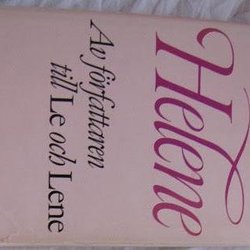 Helene
Av författaren
till Le och Lene